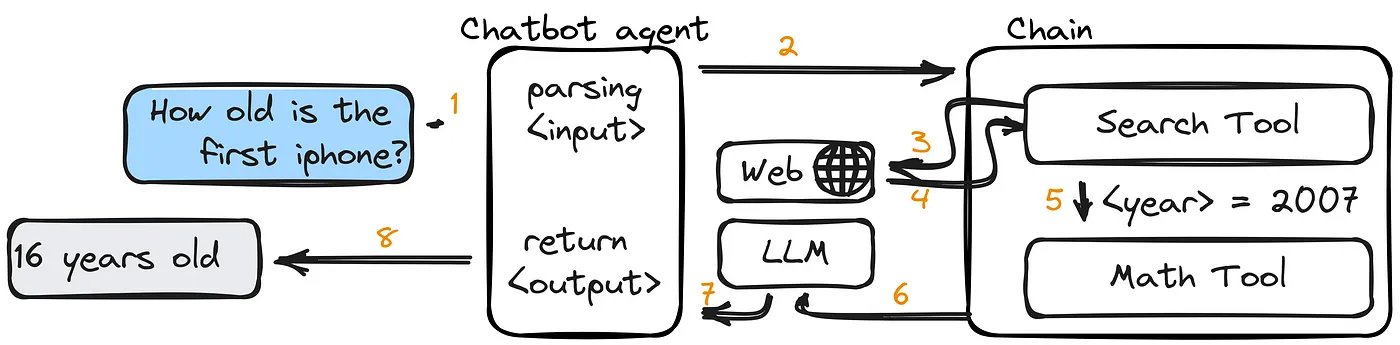 Chatbot agent
Chain
2
How old is the
first iphone?
1
parsing
<input>
Search Tool
3
Web
4
5 <year> = 2007
16 years old
8
return
<output>
LLM
Math Tool
7
6